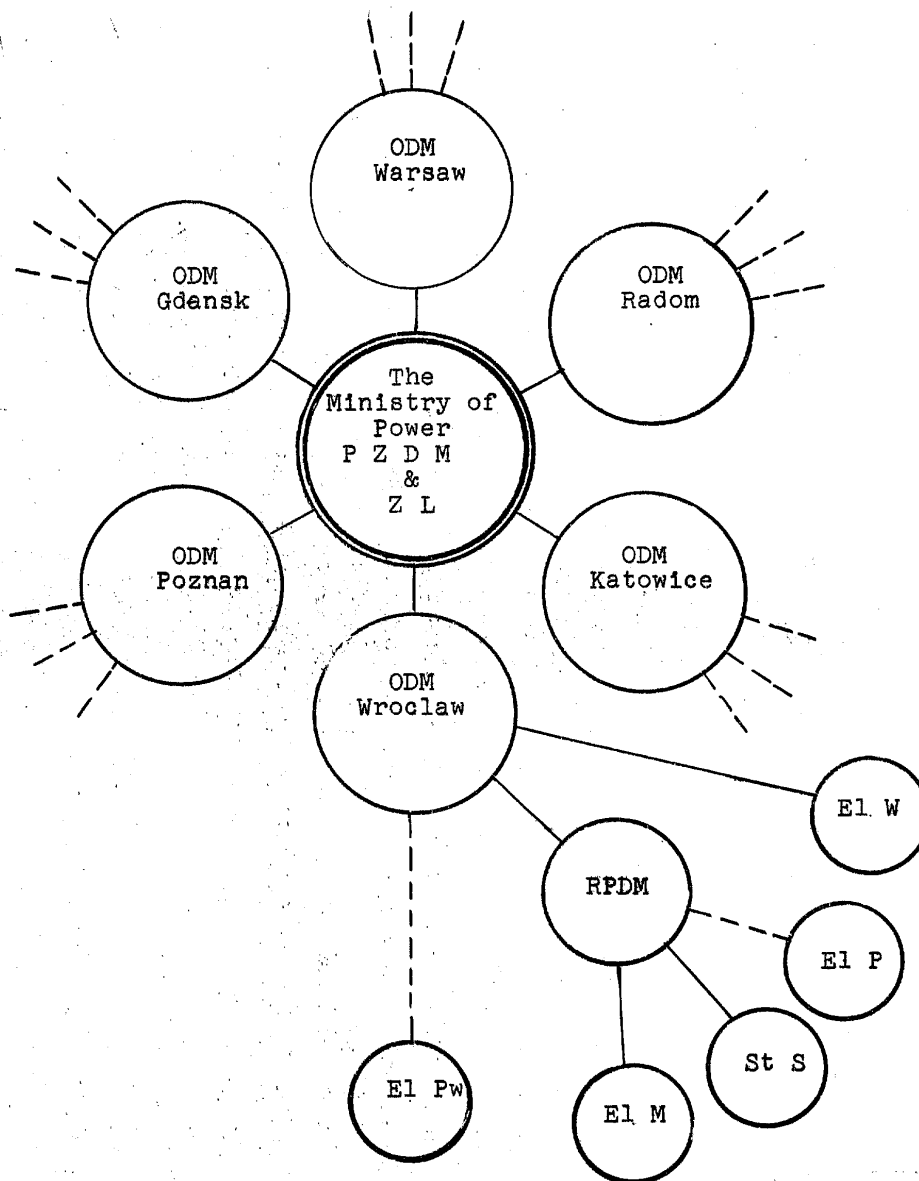 ODM
Warsaw
ODM
Gdansk
ODM
Radom
The
Ministry of
Power
P Z D M
&
Z L
ODM
Poznan
ODM
Katowice
ODM
Wroclaw
El W
RPDM
El P
St S
El Pw
El M